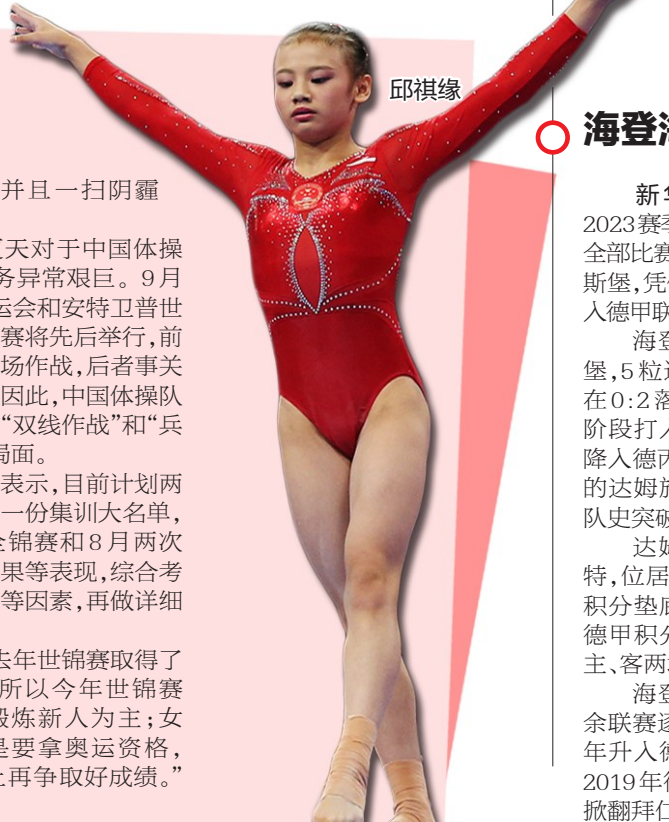 邱祺缘
并且一扫阴霾
天对于中国体操
务异常艰巨。9月
运会和安特卫普世
赛将先后举行,前
场作战,后者事关
因此,中国体操队
“双线作战”和“兵
局面。
表示,目前计划两
一份集训大名单,
锦赛和8月两次
果等表现,综合考
等因素,再做详细
去年世锦赛取得了
所以今年世锦赛
锻炼新人为主;女
是要拿奥运资格,
上再争取好成绩。”
海登
新华
2023赛季
全部比赛
斯堡,凭
入德甲联
海登
堡,5粒
在0:2落
阶段打入
降入德丙
的达姆
队史突破
达姆
特,位居
积分垫底
德甲积分
主、客两
海登
余联赛逐
年升入德
2019年
掀翻拜仁